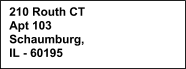 210 Routh CT
Apt 103
Schaumburg,
IL - 60195